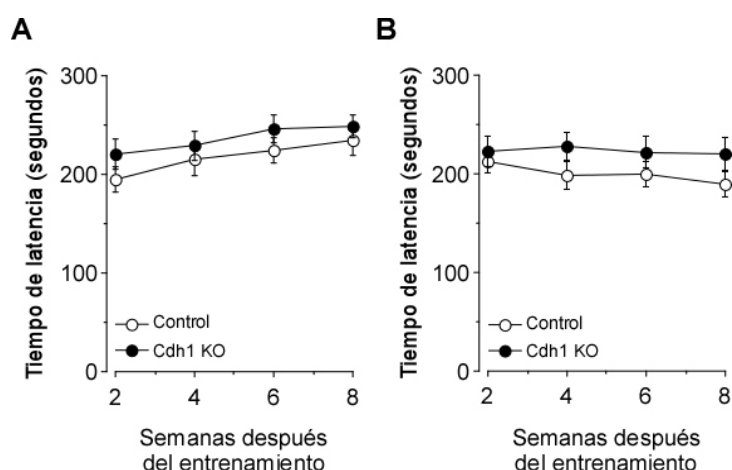 A
Tiempo de latencia (segundos)
300
200
100
0
Control
Cdh1 KO
2 4 6 8
Semanas después
del entrenamiento
B
Tiempo de latencia (segundos)
300
200
100
0
Control
Cdh1 KO
2 4 6 8
Semanas después
del entrenamiento